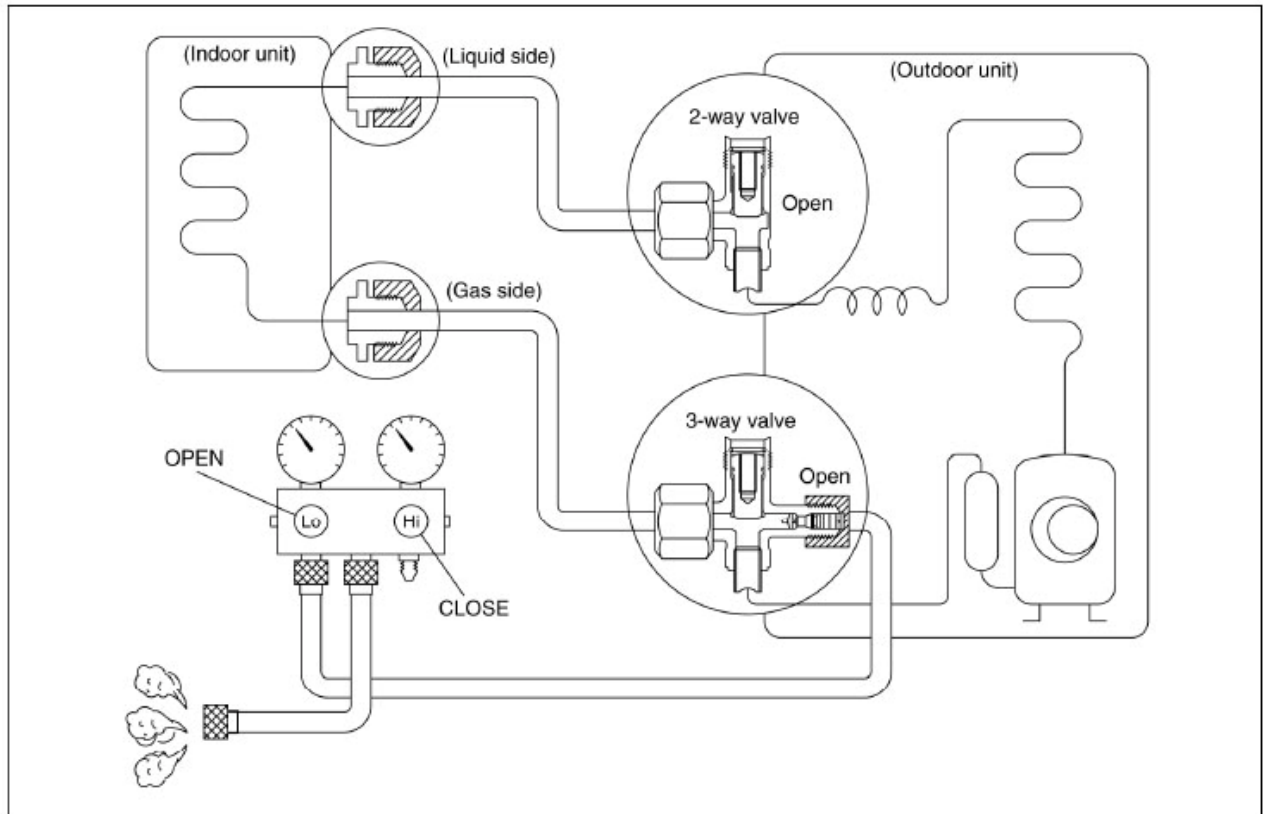 (Indoor unit)
(Liquid side)
(Outdoor unit)
2-way valve
Open
(Gas side)
3-way valve
Open
OPEN
Lo
Hi
CLOSE